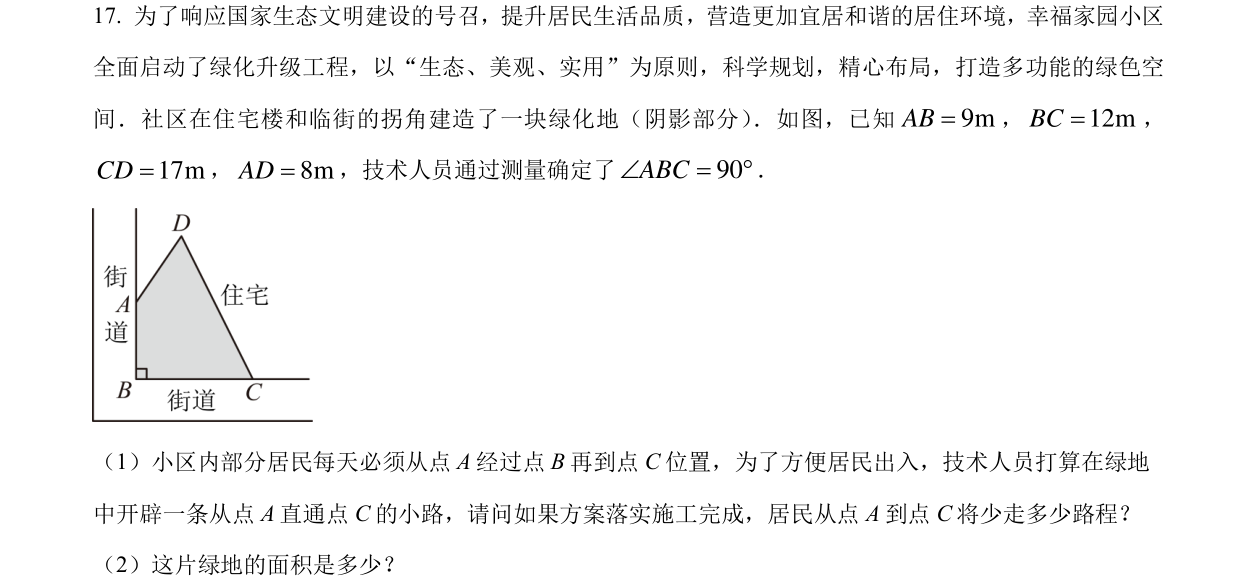 17. 为了响应国家生态文明建设的号召，提升居民生活品质，营造更加宜居和谐的居住环境，幸福家园小区
全面启动了绿化升级工程，以“生态、美观、实用”为原则，科学规划，精心布局，打造多功能的绿色空
间．社区在住宅楼和临街的拐角建造了一块绿化地（阴影部分）．如图，已知 AB = 9m ， BC = 12m ，
CD = 17m ， AD = 8m ，技术人员通过测量确定了 ∠ABC = 90° ．
D
街
A
道
住宅
B
街道
C
（1）小区内部分居民每天必须从点 A 经过点 B 再到点 C 位置，为了方便居民出入，技术人员打算在绿地
中开辟一条从点 A 直通点 C 的小路，请问如果方案落实施工完成，居民从点 A 到点 C 将少走多少路程？
（2）这片绿地的面积是多少？